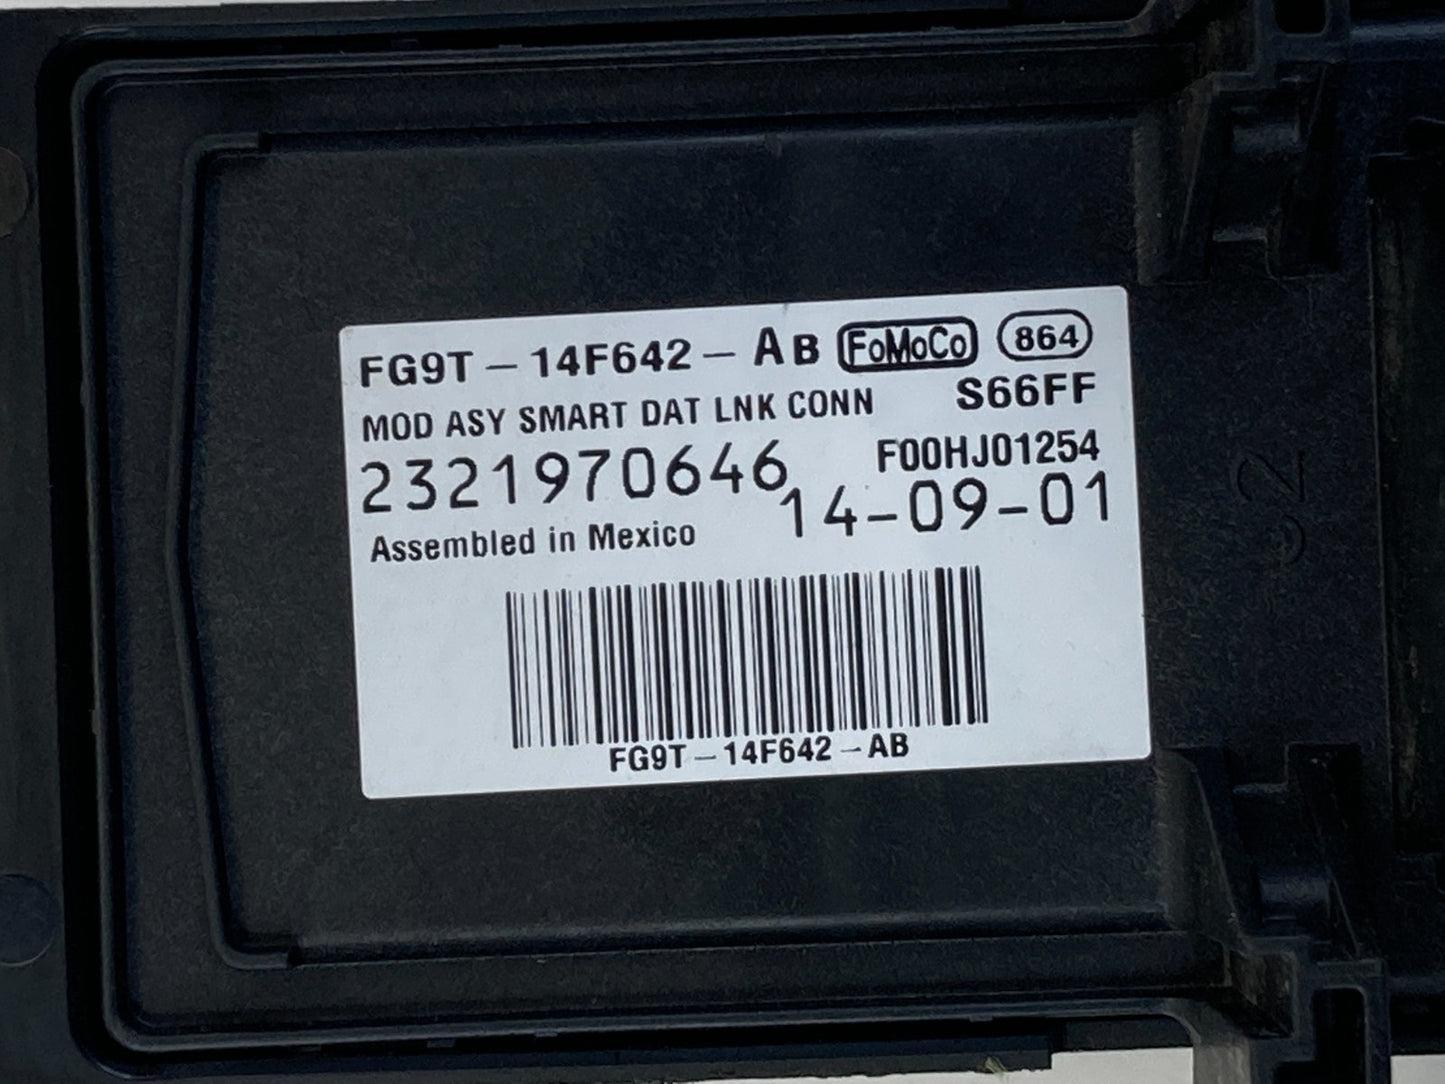 FG9T - 14F642 - AB FoMoCo 864
MOD ASY SMART DAT LNK CONN S66FF
2321970646 F00HJ01254
Assembled in Mexico 14-09-01
FG9T - 14F642 - AB